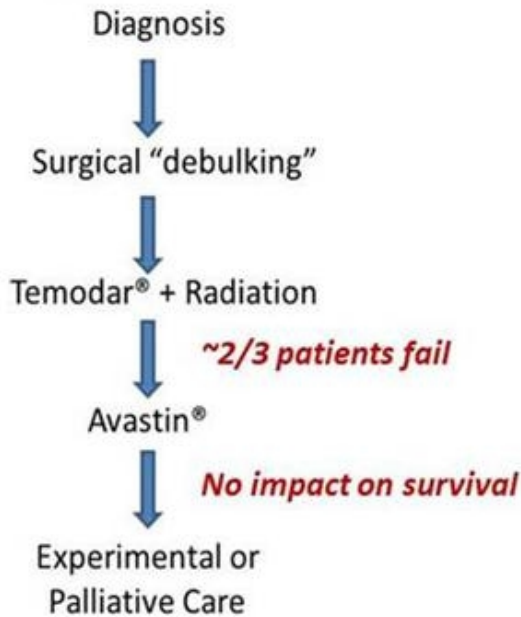 Diagnosis
Surgical “debulking”
Temodar® + Radiation
~2/3 patients fail
Avastin®
No impact on survival
Experimental or
Palliative Care